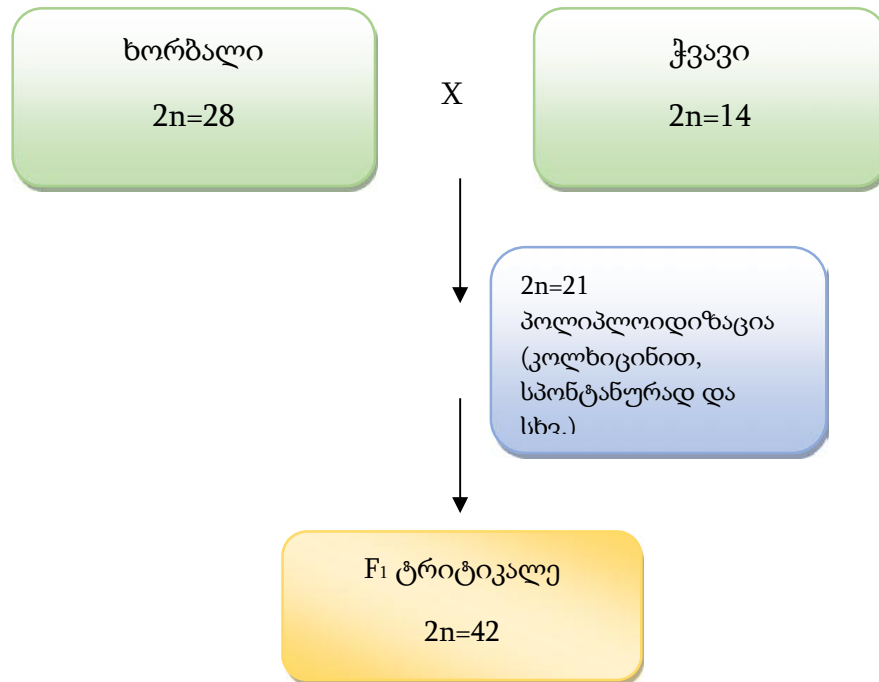 ხორბალი
2n=28
X
ჭვავი
2n=14
2n=21
პოლიპლოიდიზაცია
(კოლხიცინით,
სპონტანურად და
სხვ.)
F₁ ტრიტიკალე
2n=42